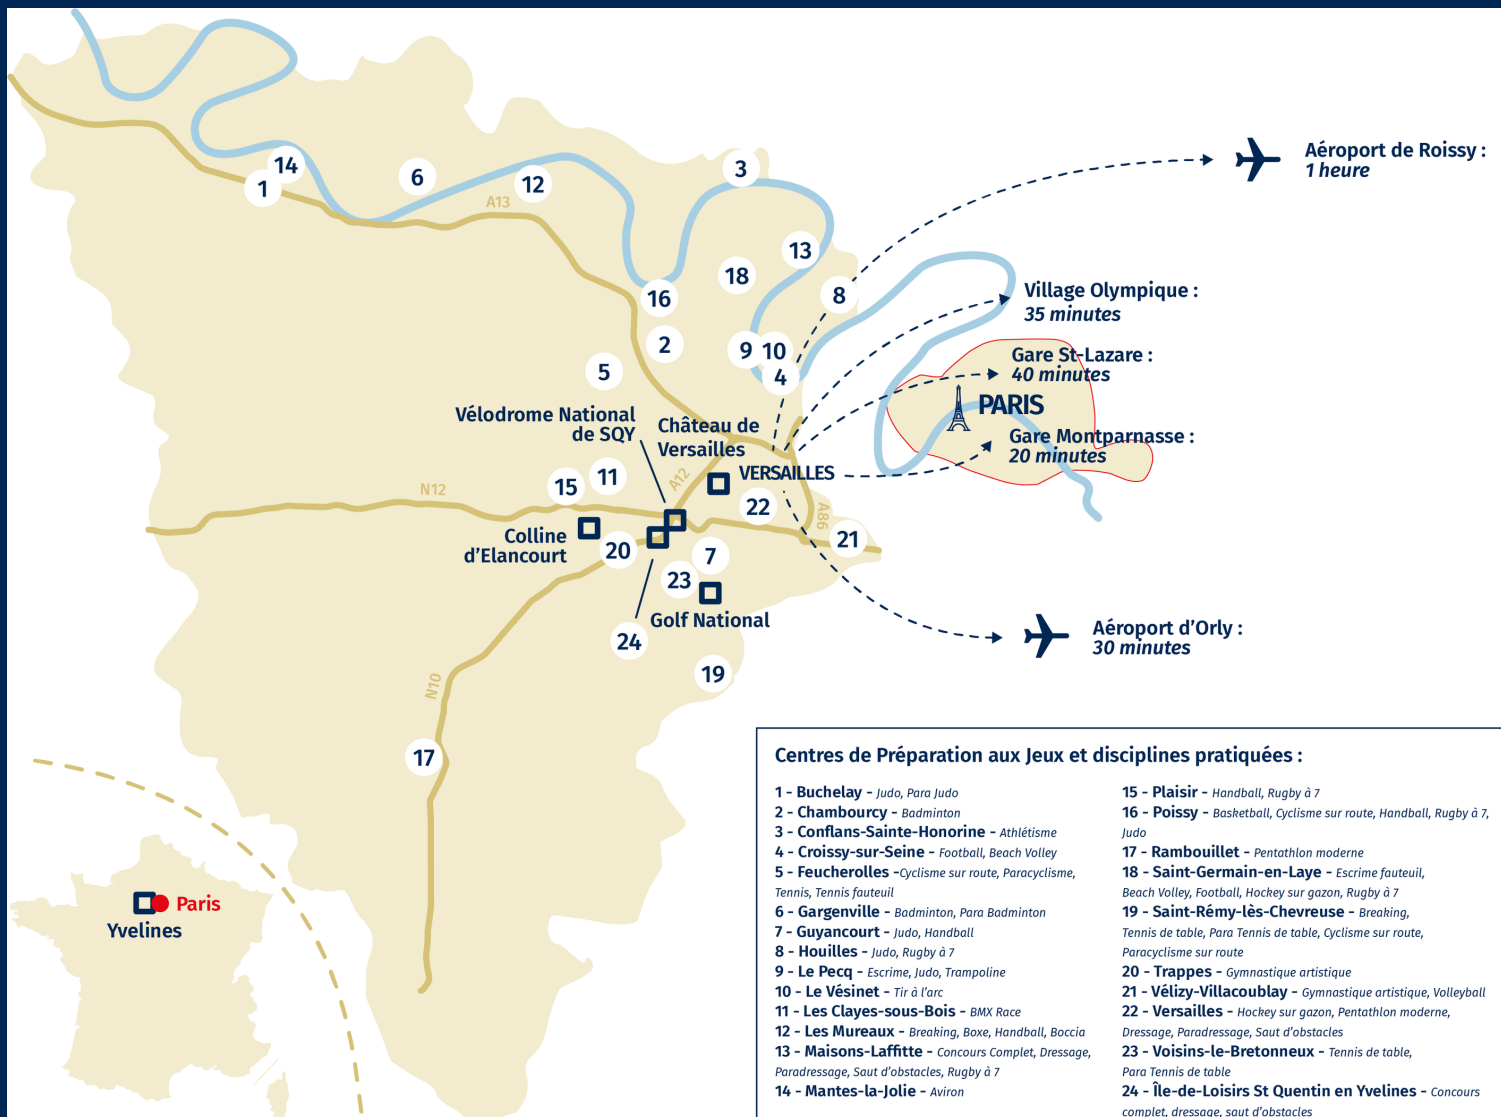 Aéroport de Roissy :
1 heure
14
1
6
12
3
A13
13
18
8
16
Village Olympique :
35 minutes
2
9
10
4
5
Gare St-Lazare :
40 minutes
PARIS
Vélodrome National
de SQY
Château de
Versailles
Gare Montparnasse :
20 minutes
VERSAILLES
A12
11
15
N12
22
A86
Colline
d’Elancourt
20
7
21
23
Golf National
24
Aéroport d’Orly :
30 minutes
19
N10
17
Paris
Yvelines
Centres de Préparation aux Jeux et disciplines pratiquées :
1 - Buchelay - Judo, Para Judo
2 - Chambourcy - Badminton
3 - Conflans-Sainte-Honorine - Athlétisme
4 - Croissy-sur-Seine - Football, Beach Volley
5 - Feucherolles -Cyclisme sur route, Paracyclisme,
Tennis, Tennis fauteuil
6 - Gargenville - Badminton, Para Badminton
7 - Guyancourt - Judo, Handball
8 - Houilles - Judo, Rugby à 7
9 - Le Pecq - Escrime, Judo, Trampoline
10 - Le Vésinet - Tir à l’arc
11 - Les Clayes-sous-Bois - BMX Race
12 - Les Mureaux - Breaking, Boxe, Handball, Boccia
13 - Maisons-Laffitte - Concours Complet, Dressage,
Paradressage, Saut d’obstacles, Rugby à 7
14 - Mantes-la-Jolie - Aviron
15 - Plaisir - Handball, Rugby à 7
16 - Poissy - Basketball, Cyclisme sur route, Handball, Rugby à 7,
Judo
17 - Rambouillet - Pentathlon moderne
18 - Saint-Germain-en-Laye - Escrime fauteuil,
Beach Volley, Football, Hockey sur gazon, Rugby à 7
19 - Saint-Rémy-lès-Chevreuse - Breaking,
Tennis de table, Para Tennis de table, Cyclisme sur route,
Paracyclisme sur route
20 - Trappes - Gymnastique artistique
21 - Vélizy-Villacoublay - Gymnastique artistique, Volleyball
22 - Versailles - Hockey sur gazon, Pentathlon moderne,
Dressage, Paradressage, Saut d’obstacles
23 - Voisins-le-Bretonneux - Tennis de table,
Para Tennis de table
24 - Île-de-Loisirs St Quentin en Yvelines - Concours
complet, dressage, saut d’obstacles